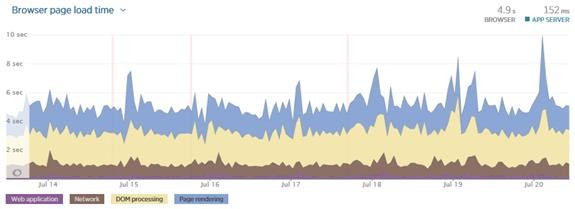 Browser page load time
4.9 s
BROWSER
152 ms
APP SERVER
10 sec
8 sec
6 sec
4 sec
2 sec
Jul 14 Jul 15 Jul 16 Jul 17 Jul 18 Jul 19 Jul 20
Web application Network DOM processing Page rendering